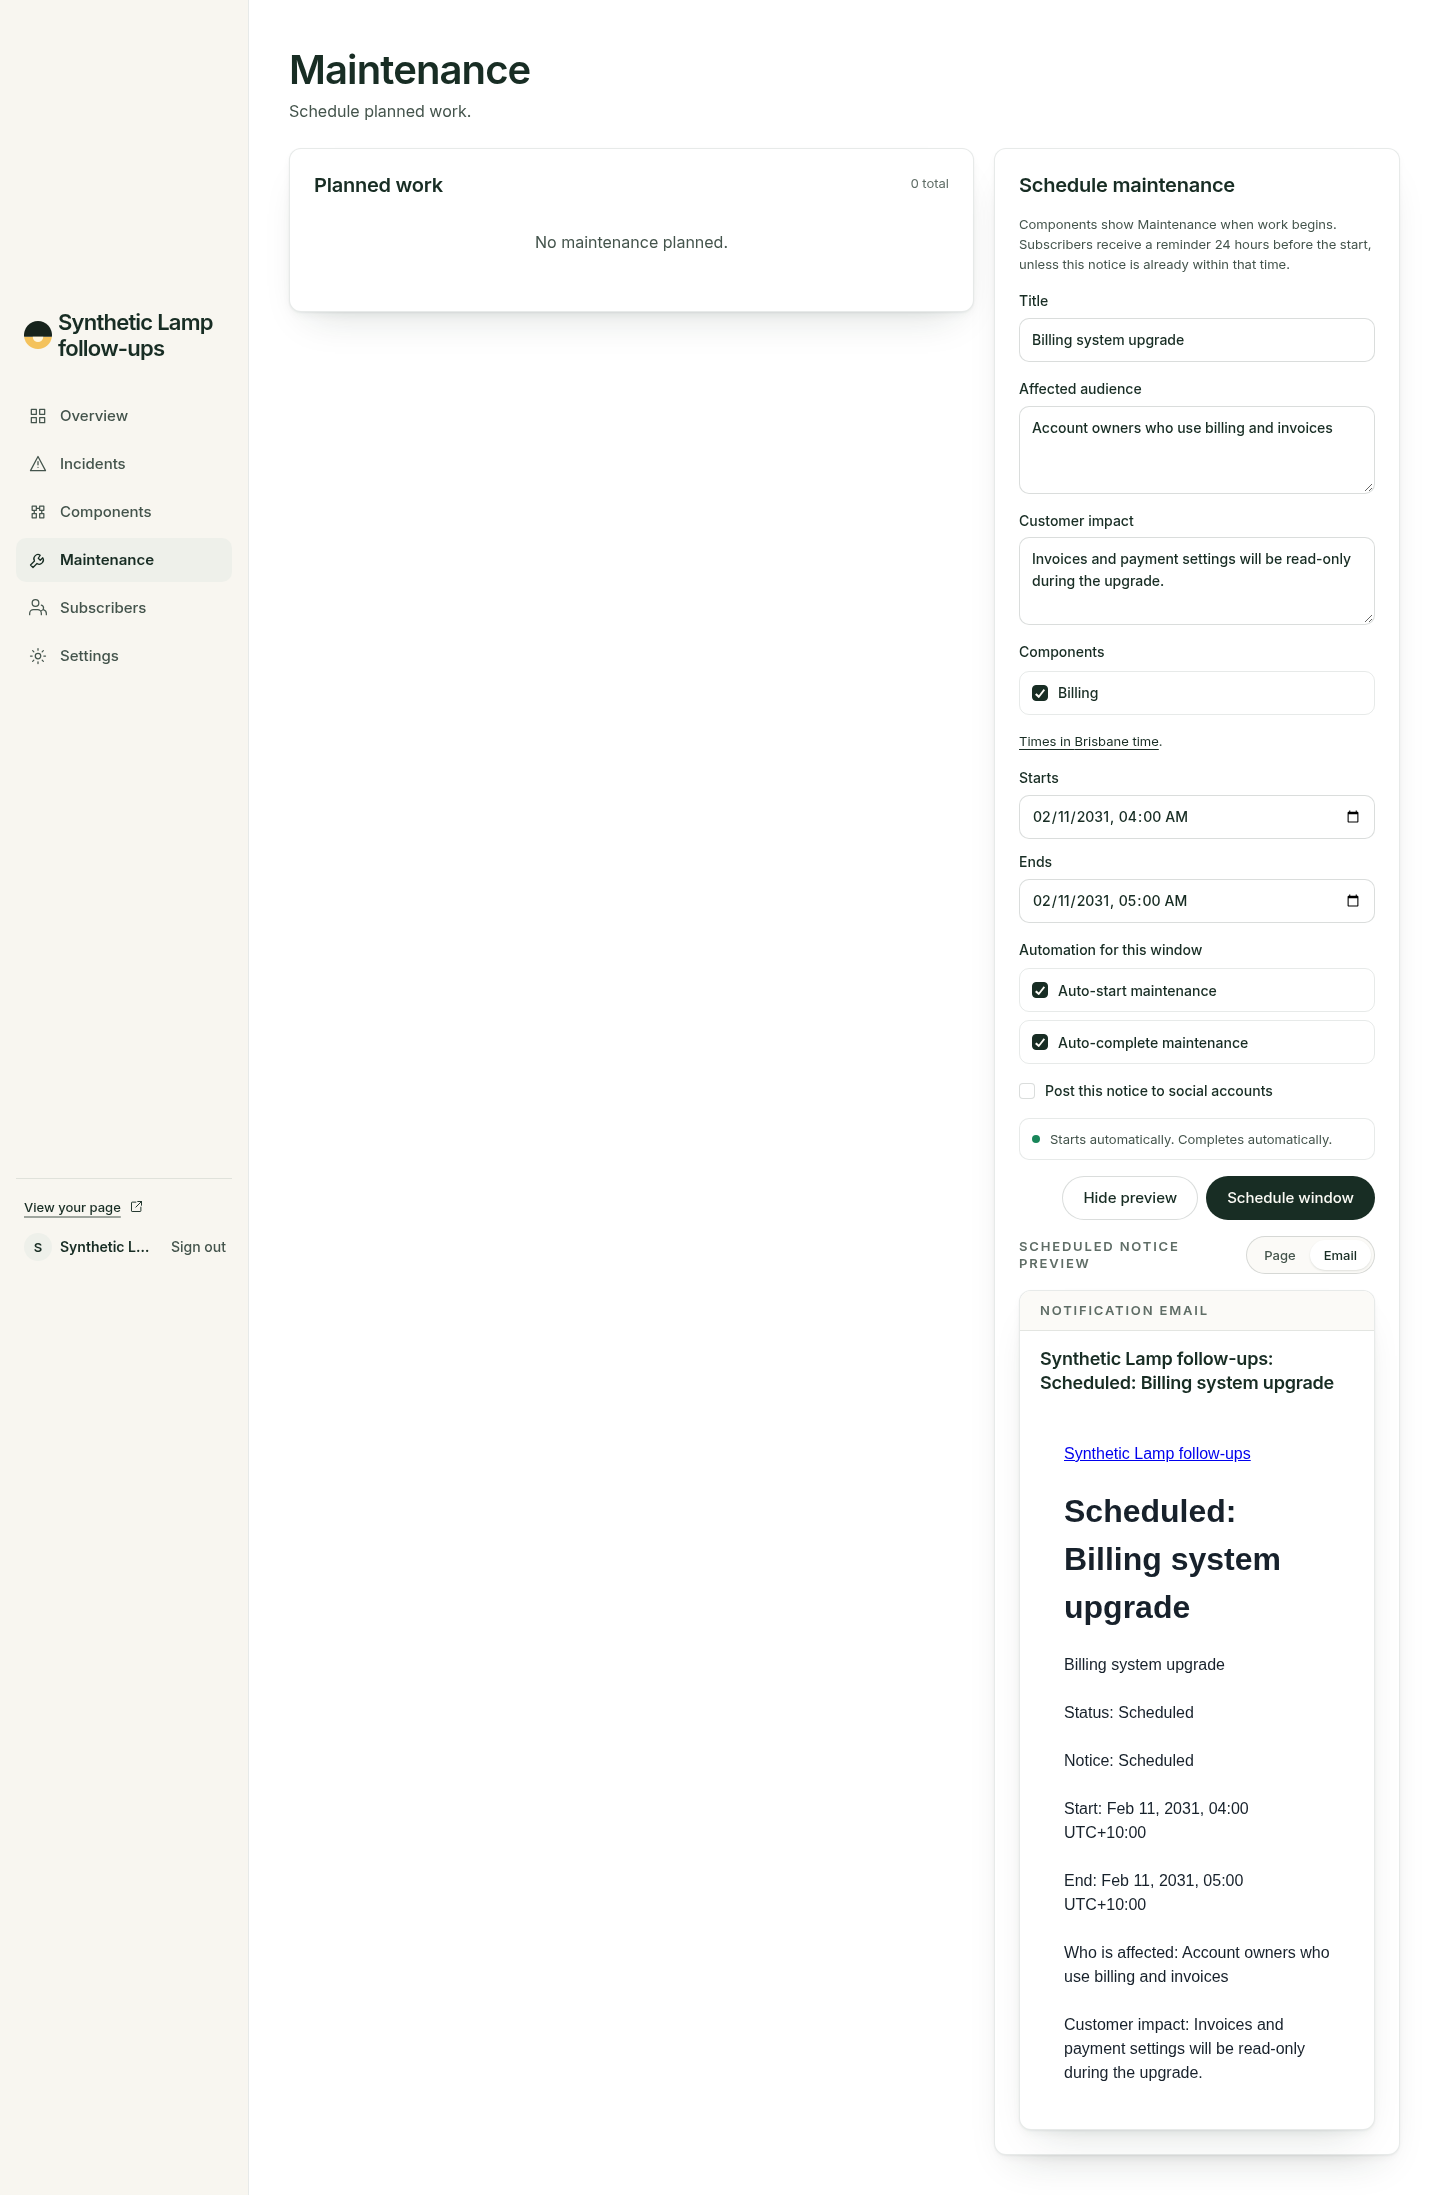 Synthetic Lamp
follow-ups
Overview
Incidents
Components
Maintenance
Subscribers
Settings
View your page
S
Synthetic L...
Sign out
Maintenance
Schedule planned work.
Planned work
0 total
No maintenance planned.
Schedule maintenance
Components show Maintenance when work begins.
Subscribers receive a reminder 24 hours before the start,
unless this notice is already within that time.
Title
Billing system upgrade
Affected audience
Account owners who use billing and invoices
Customer impact
Invoices and payment settings will be read-only
during the upgrade.
Components
Billing
Times in Brisbane time.
Starts
02/11/2031, 04:00 AM
Ends
02/11/2031, 05:00 AM
Automation for this window
Auto-start maintenance
Auto-complete maintenance
Post this notice to social accounts
Starts automatically. Completes automatically.
Hide preview
Schedule window
SCHEDULED NOTICE
PREVIEW
Page
Email
NOTIFICATION EMAIL
Synthetic Lamp follow-ups:
Scheduled: Billing system upgrade
Synthetic Lamp follow-ups
Scheduled:
Billing system
upgrade
Billing system upgrade
Status: Scheduled
Notice: Scheduled
Start: Feb 11, 2031, 04:00
UTC+10:00
End: Feb 11, 2031, 05:00
UTC+10:00
Who is affected: Account owners who
use billing and invoices
Customer impact: Invoices and
payment settings will be read-only
during the upgrade.